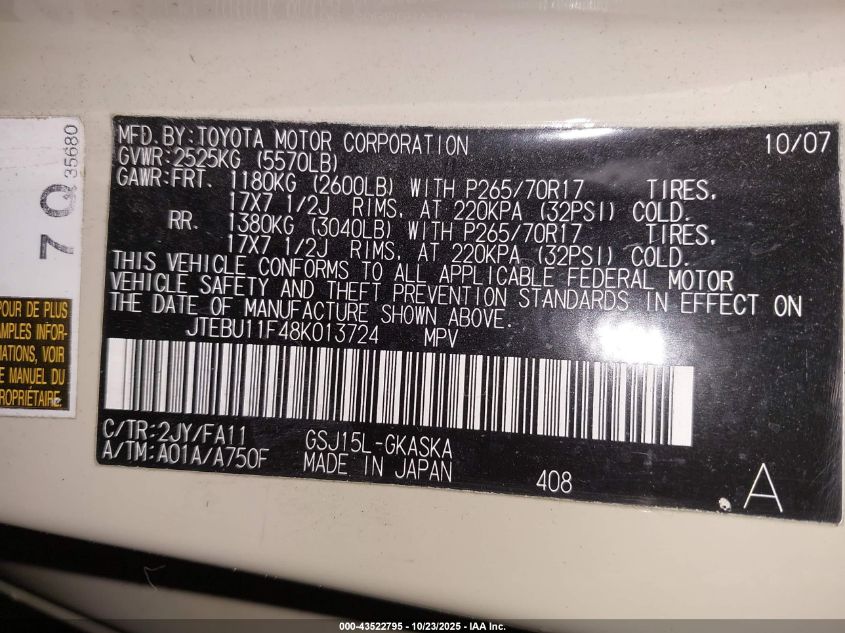 MFD.BY:TOYOTA MOTOR CORPORATION 10/07
GVWR:2525KG (5570LB)
GAWR:FRT. 1180KG (2600LB) WITH P265/70R17 TIRES,
17X7 1/2J RIMS, AT 220KPA (32PSI) COLD.
RR. 1380KG (3040LB) WITH P265/70R17 TIRES,
17X7 1/2J RIMS, AT 220KPA (32PSI) COLD.
THIS VEHICLE CONFORMS TO ALL APPLICABLE FEDERAL MOTOR
VEHICLE SAFETY AND THEFT PREVENTION STANDARDS IN EFFECT ON
THE DATE OF MANUFACTURE SHOWN ABOVE.
JTEBU11F48K013724 MPV
C/TR:2JY/FA11 GSJ15L-GKASKA
A/TM:A01A/A750F MADE IN JAPAN 408 A
7 Q 35680
POUR DE PLUS
AMPLES INFOR-
MATIONS, VOIR
LE MANUEL DU
PROPRIÉTAIRE.
000-43522795 - 10/23/2025 - IAA Inc.